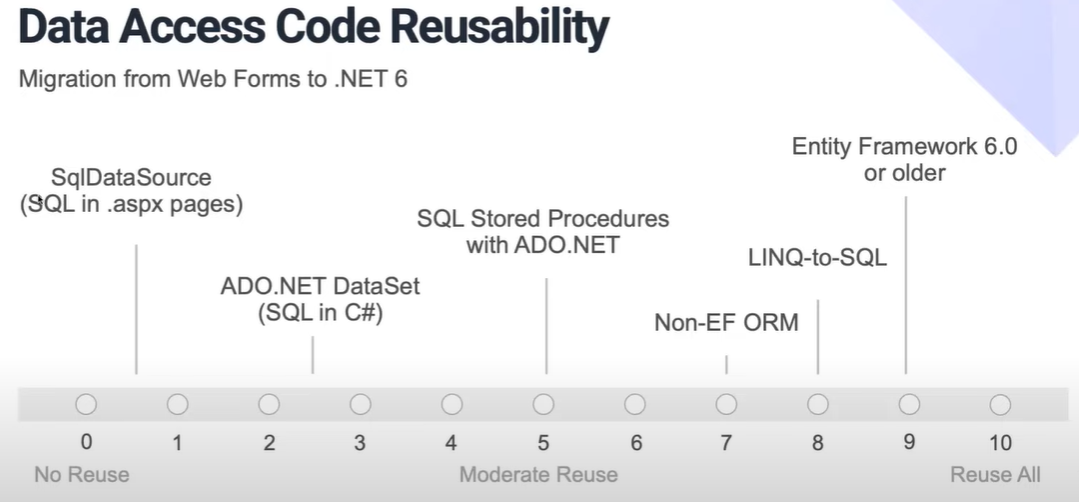 Data Access Code Reusability
Migration from Web Forms to .NET 6
Entity Framework 6.0
or older
SqlDataSource
(SQL in .aspx pages)
SQL Stored Procedures
with ADO.NET
LINQ-to-SQL
ADO.NET DataSet
(SQL in C#)
Non-EF ORM
0 1 2 3 4 5 6 7 8 9 10
No Reuse Moderate Reuse Reuse All